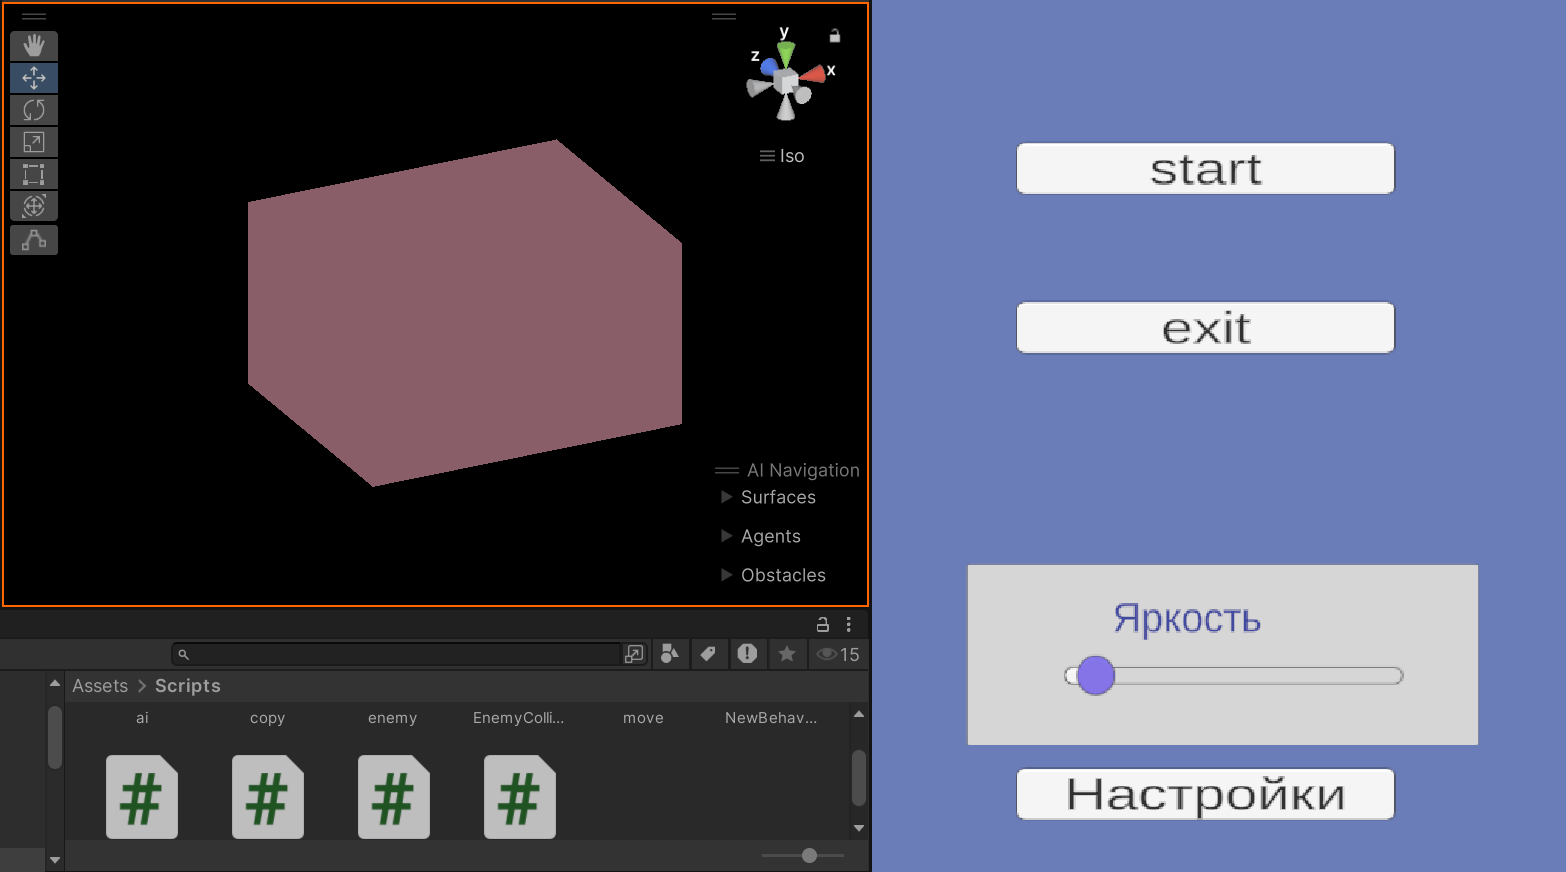 y
z
x
Iso
AI Navigation
Surfaces
Agents
Obstacles
15
Assets > Scripts
ai
copy
enemy
EnemyColli...
move
NewBehav...
#
#
#
#
start
exit
Яркость
Настройки